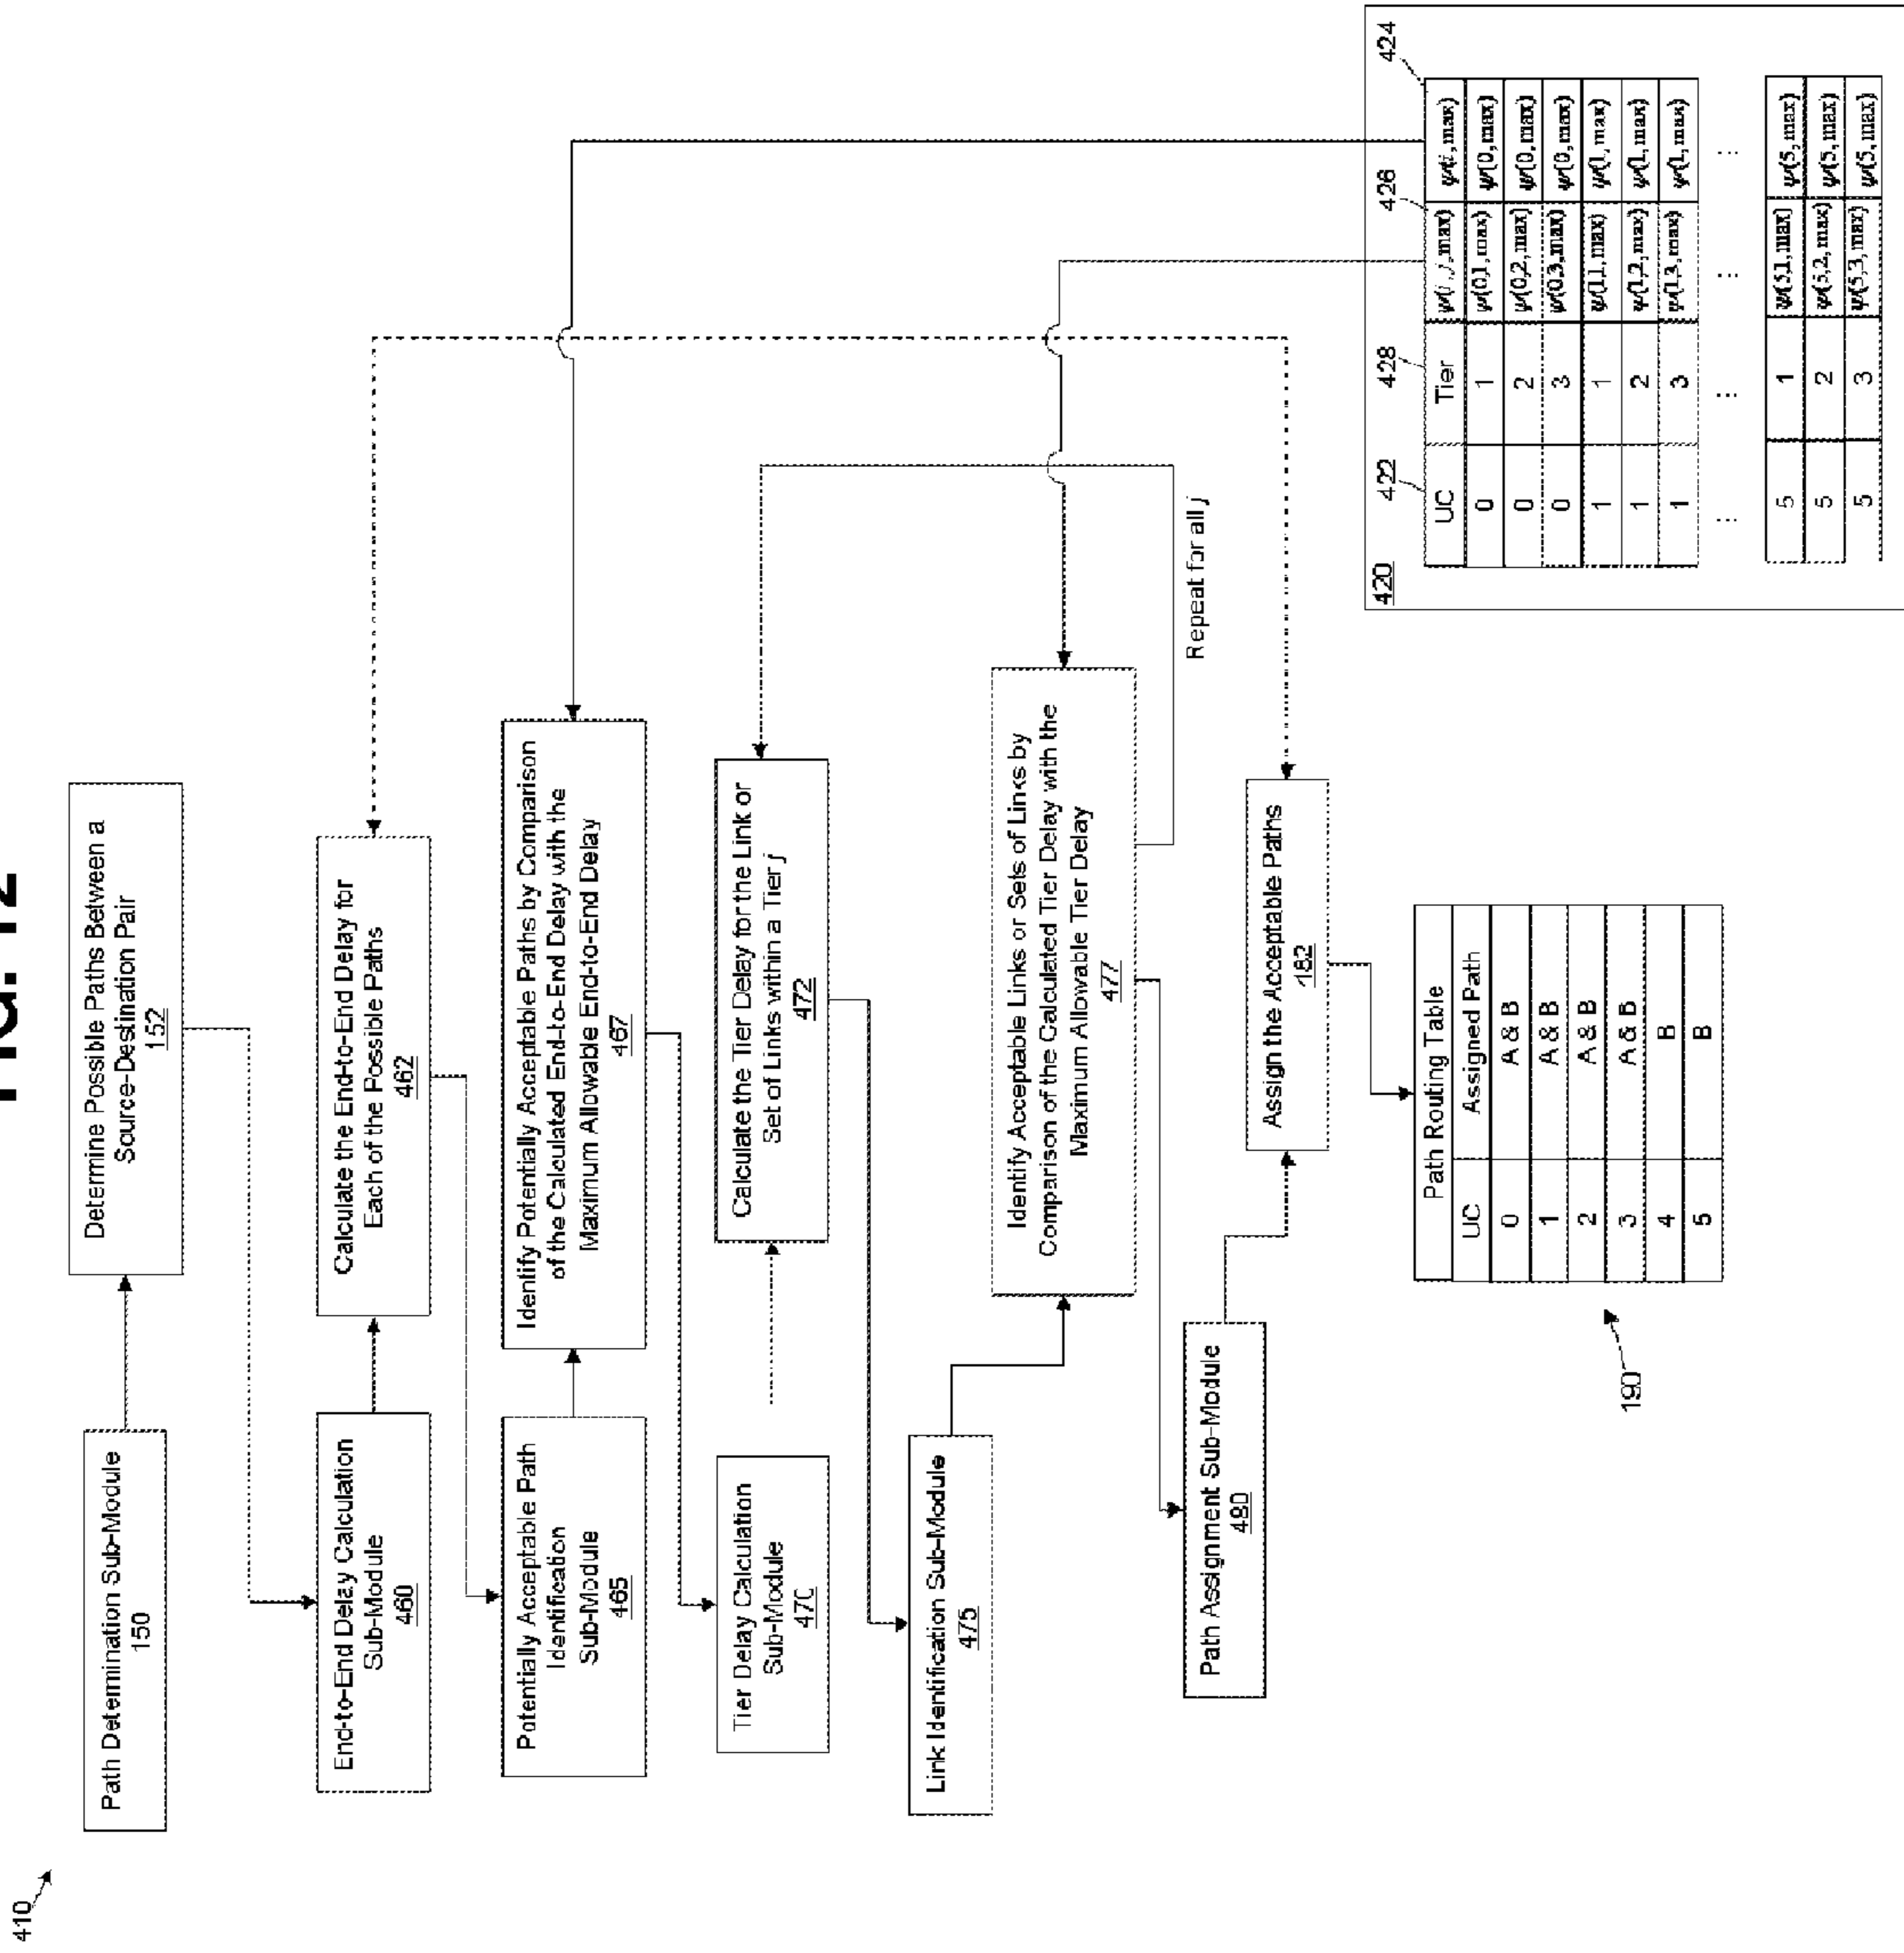 FIG. 12
410
Path Determination Sub-Module
150
Determine Possible Paths Between a
Source-Destination Pair
152
End-to-End Delay Calculation
Sub-Module
460
Calculate the End-to-End Delay for
Each of the Possible Paths
462
Potentially Acceptable Path
Identification
Sub-Module
465
Identify Potentially Acceptable Paths by Comparison
of the Calculated End-to-End Delay with the
Maximum Allowable End-to-End Delay
467
Tier Delay Calculation
Sub-Module
470
Calculate the Tier Delay for the Link or
Set of Links within a Tier j
472
Link Identification Sub-Module
475
Identify Acceptable Links or Sets of Links by
Comparison of the Calculated Tier Delay with the
Maximum Allowable Tier Delay
477
Repeat for all j
Path Assignment Sub-Module
480
Assign the Acceptable Paths
182
190
Path Routing Table
UC Assigned Path
0 A & B
1 A & B
2 A & B
3 A & B
4 B
5 B
420
422 428 426 424
UC Tier ψ(i,j,max) ψ(i,max)
0 1 ψ(0,1,max) ψ(0,max)
0 2 ψ(0,2,max) ψ(0,max)
0 3 ψ(0,3,max) ψ(0,max)
1 1 ψ(1,1,max) ψ(1,max)
1 2 ψ(1,2,max) ψ(1,max)
1 3 ψ(1,3,max) ψ(1,max)
... ... ... ...
5 1 ψ(5,1,max) ψ(5,max)
5 2 ψ(5,2,max) ψ(5,max)
5 3 ψ(5,3,max) ψ(5,max)